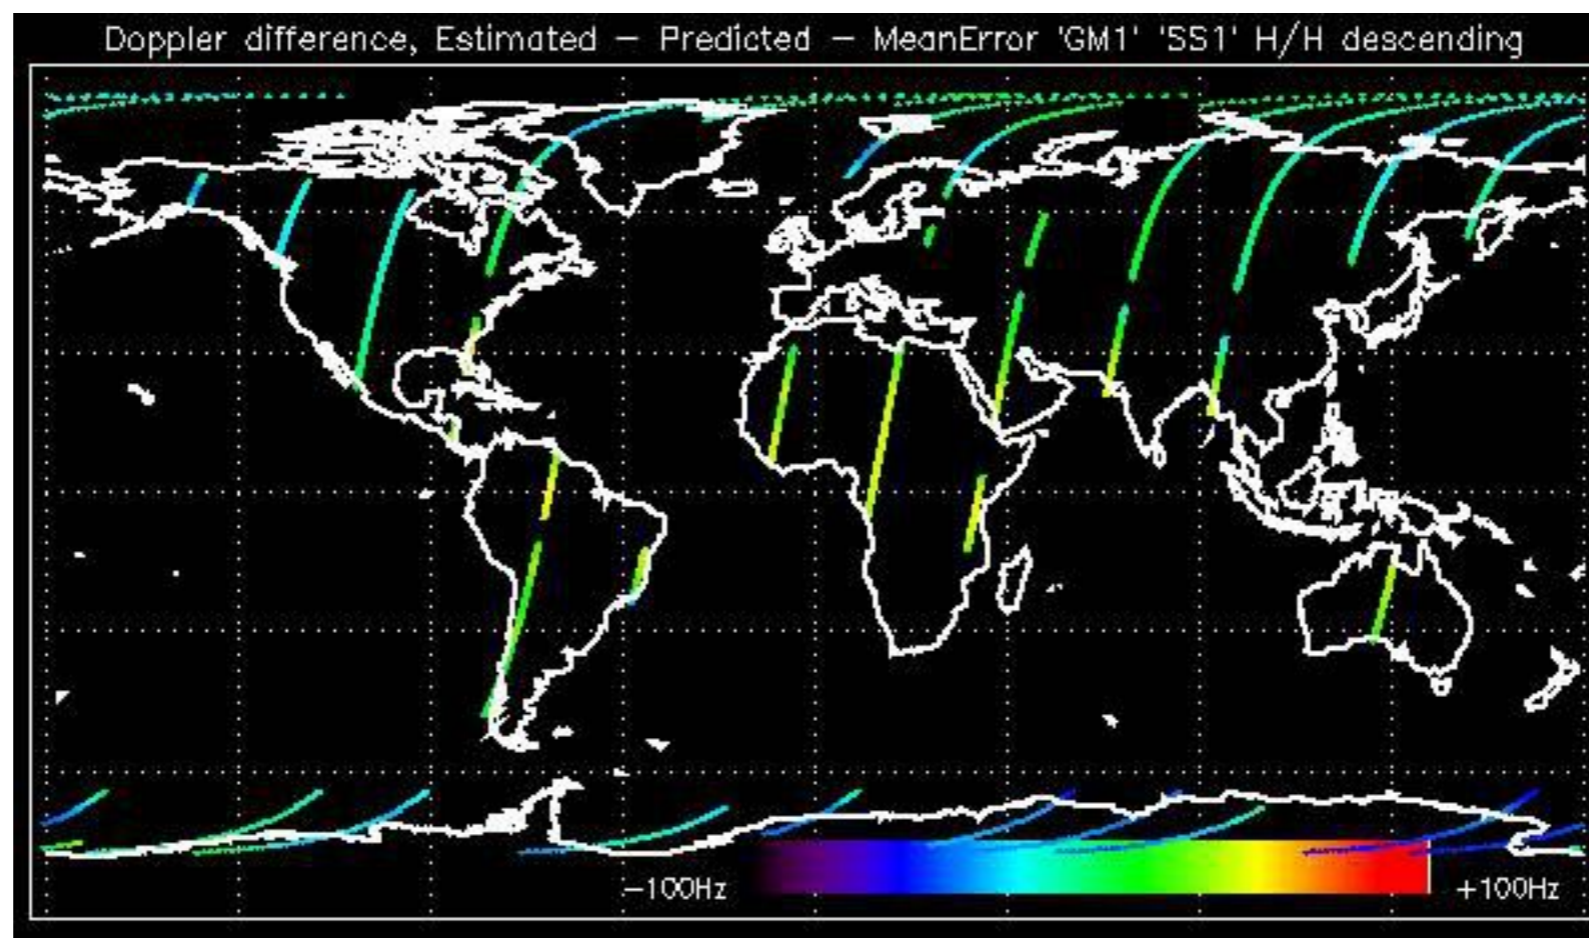 Doppler difference, Estimated – Predicted – MeanError 'GM1' 'SS1' H/H descending
–100Hz
+100Hz